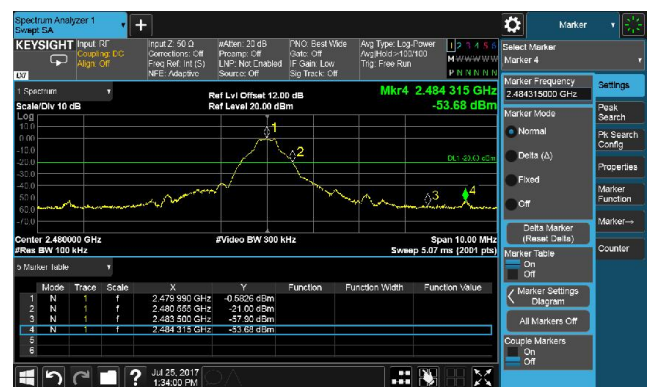 Spectrum Analyzer 1
Swept SA
Marker
KEYSIGHT
Input: RF
Coupling: DC
Align: Off
Input Z: 50 Ω
Corrections: Off
Freq Ref: Int (S)
NFE: Adaptive
#Atten: 20 dB
Preamp: Off
LNP: Not Enabled
Source: Off
PNO: Best Wide
Gate: Off
IF Gain: Low
Sig Track: Off
Avg Type: Log-Power
Avg|Hold:>100/100
Trig: Free Run
1 2 3 4 5 6
M W W W W W
P N N N N N
Select Marker
Marker 4
Marker Frequency
2.484315000 GHz
Marker Mode
Normal
Delta (Δ)
Fixed
Off
Delta Marker
(Reset Delta)
Marker Table
On
Off
Marker Settings
Diagram
All Markers Off
Couple Markers
On
Off
Settings
Peak
Search
Pk Search
Config
Properties
Marker
Function
Marker→
Counter
1 Spectrum
Scale/Div 10 dB
Ref Lvl Offset 12.00 dB
Ref Level 20.00 dBm
Mkr4 2.484 315 GHz
-53.68 dBm
Log
10.0
0.00
-10.0
-20.0
-30.0
-40.0
-50.0
-60.0
-70.0
1
2
3
4
Center 2.480000 GHz
#Res BW 100 kHz
#Video BW 300 kHz
Span 10.00 MHz
Sweep 5.07 ms (2001 pts)
5 Marker Table
Mode Trace Scale X Y Function Function Width Function Value
1 N 1 f 2.479 990 GHz -0.5826 dBm
2 N 1 f 2.480 GHz -21.00 dBm
3 N 1 f 2.483 500 GHz -57.90 dBm
4 N 1 f 2.484 315 GHz -53.68 dBm
5
6
?
Jul 25, 2017
1:34:00 PM